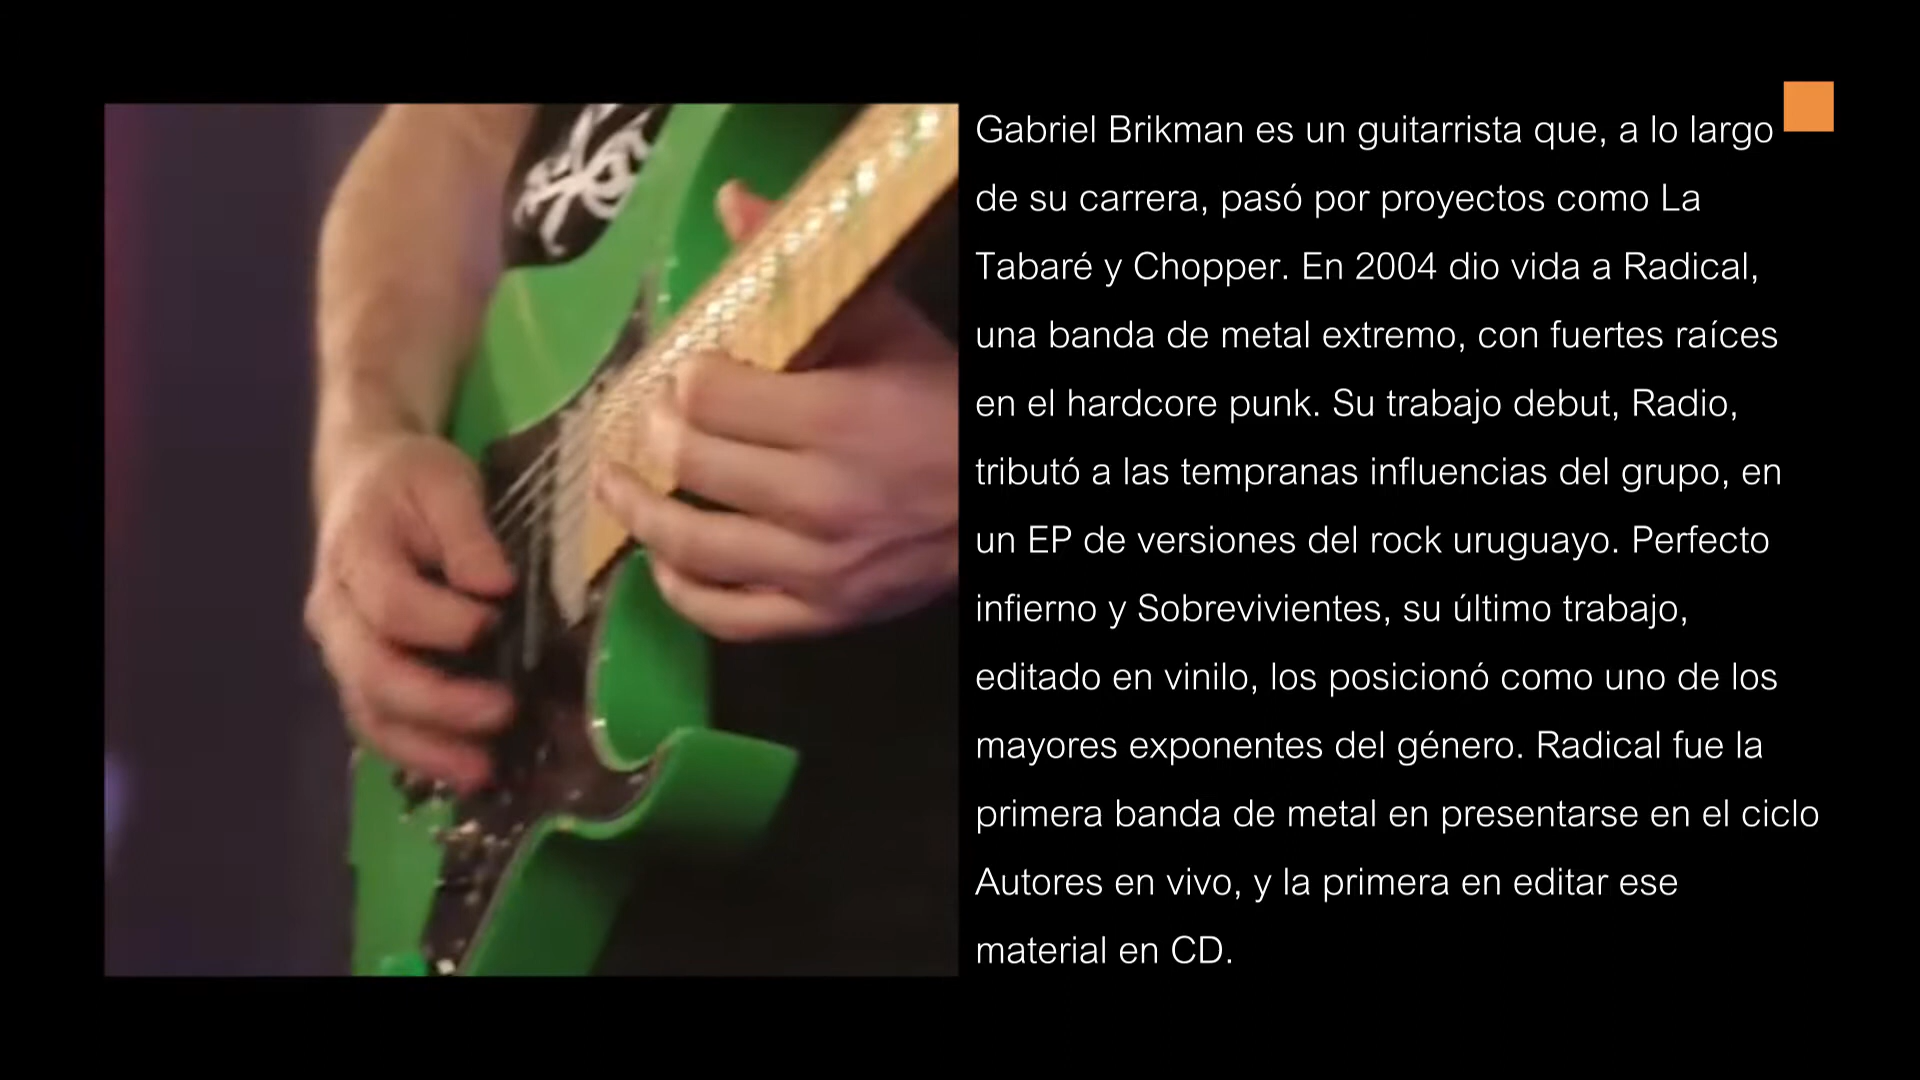 Gabriel Brikman es un guitarrista que, a lo largo
de su carrera, pasó por proyectos como La
Tabaré y Chopper. En 2004 dio vida a Radical,
una banda de metal extremo, con fuertes raíces
en el hardcore punk. Su trabajo debut, Radio,
tributó a las tempranas influencias del grupo, en
un EP de versiones del rock uruguayo. Perfecto
infierno y Sobrevivientes, su último trabajo,
editado en vinilo, los posicionó como uno de los
mayores exponentes del género. Radical fue la
primera banda de metal en presentarse en el ciclo
Autores en vivo, y la primera en editar ese
material en CD.